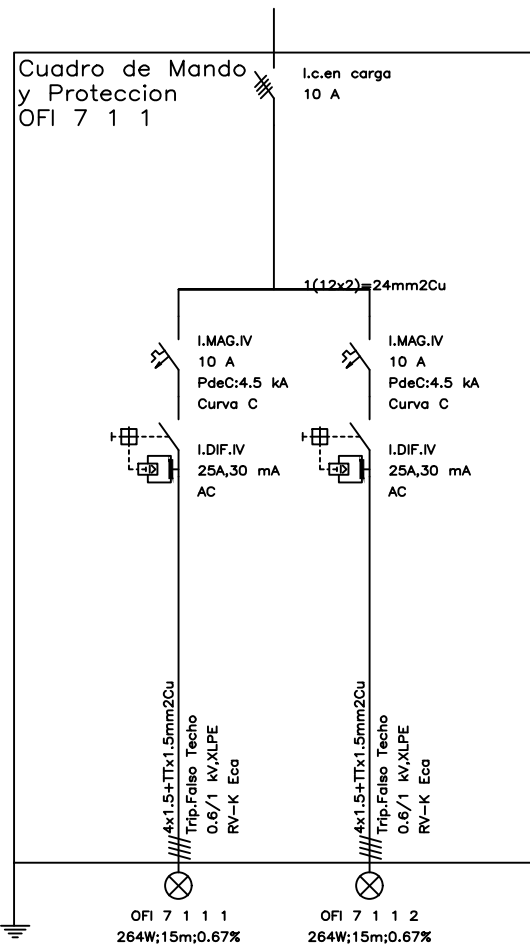 Cuadro de Mando
y Proteccion
OFI 7 1 1
I.c.en carga
10 A
1(12x2)=24mm2Cu
I.MAG.IV
10 A
PdeC:4.5 kA
Curva C
I.MAG.IV
10 A
PdeC:4.5 kA
Curva C
I.DIF.IV
25A,30 mA
AC
I.DIF.IV
25A,30 mA
AC
4x1.5+TTx1.5mm2Cu
Trip.Falso Techo
0.6/1 kV,XLPE
RV-K Eca
4x1.5+TTx1.5mm2Cu
Trip.Falso Techo
0.6/1 kV,XLPE
RV-K Eca
OFI 7 1 1 1
264W;15m;0.67%
OFI 7 1 1 2
264W;15m;0.67%